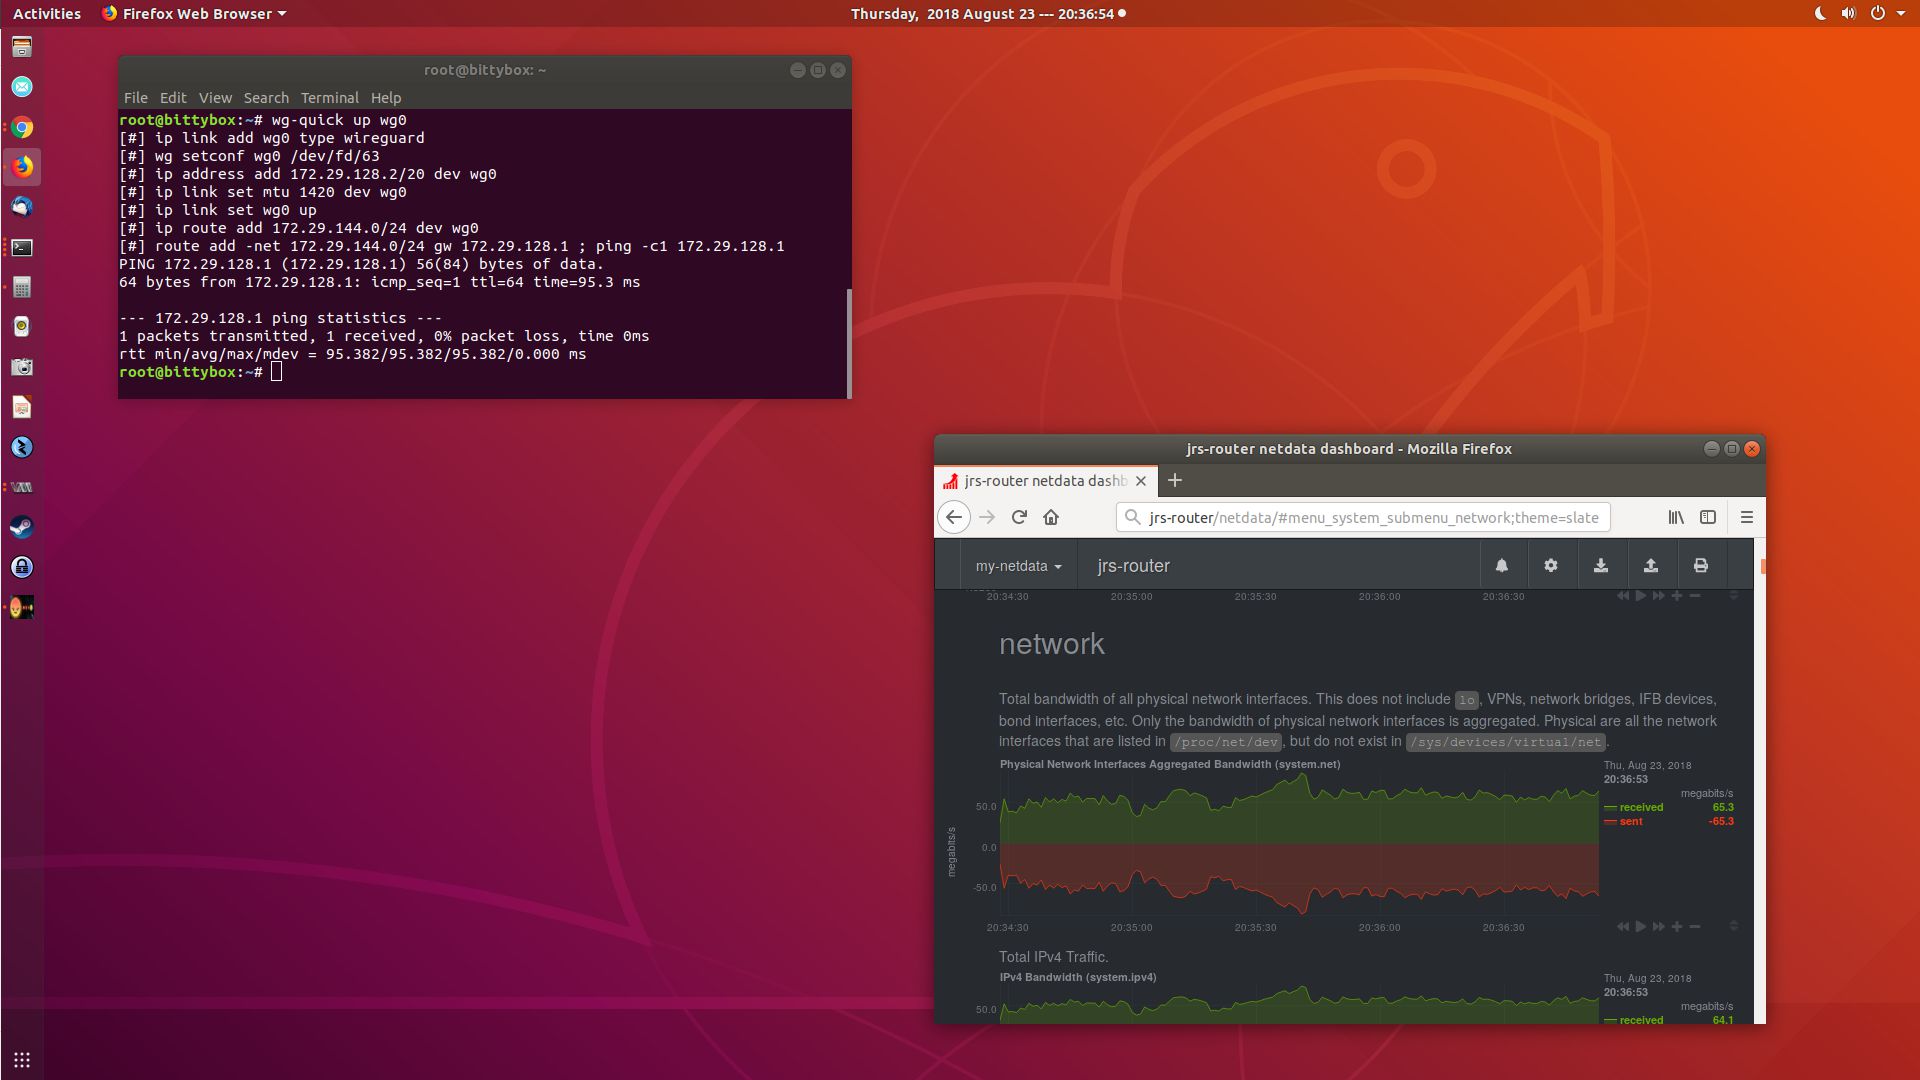 Activities Firefox Web Browser Thursday, 2018 August 23 --- 20:36:54
root@bittybox: ~
File Edit View Search Terminal Help
root@bittybox:~# wg-quick up wg0
[#] ip link add wg0 type wireguard
[#] wg setconf wg0 /dev/fd/63
[#] ip address add 172.29.128.2/20 dev wg0
[#] ip link set mtu 1420 dev wg0
[#] ip link set wg0 up
[#] ip route add 172.29.144.0/24 dev wg0
[#] route add -net 172.29.144.0/24 gw 172.29.128.1 ; ping -c1 172.29.128.1
PING 172.29.128.1 (172.29.128.1) 56(84) bytes of data.
64 bytes from 172.29.128.1: icmp_seq=1 ttl=64 time=95.3 ms
--- 172.29.128.1 ping statistics ---
1 packets transmitted, 1 received, 0% packet loss, time 0ms
rtt min/avg/max/mdev = 95.382/95.382/95.382/0.000 ms
root@bittybox:~#
jrs-router netdata dashboard - Mozilla Firefox
jrs-router netdata dashb
jrs-router/netdata/#menu_system_submenu_network;theme=slate
my-netdata jrs-router
20:34:30 20:35:00 20:35:30 20:36:00 20:36:30
network
Total bandwidth of all physical network interfaces. This does not include lo, VPNs, network bridges, IFB devices,
bond interfaces, etc. Only the bandwidth of physical network interfaces is aggregated. Physical are all the network
interfaces that are listed in /proc/net/dev, but do not exist in /sys/devices/virtual/net.
Physical Network Interfaces Aggregated Bandwidth (system.net)
Thu, Aug 23, 2018
20:36:53
megabits/s
received 65.3
sent -65.3
50.0
0.0
-50.0
megabits/s
20:34:30 20:35:00 20:35:30 20:36:00 20:36:30
Total IPv4 Traffic.
IPv4 Bandwidth (system.ipv4)
Thu, Aug 23, 2018
20:36:53
megabits/s
50.0
received 64.1